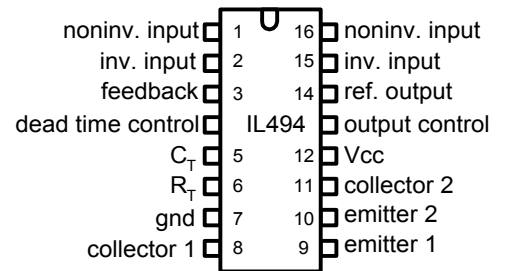 noninv. input 1 16 noninv. input
inv. input 2 15 inv. input
feedback 3 14 ref. output
dead time control IL494 output control
C_T 5 12 Vcc
R_T 6 11 collector 2
gnd 7 10 emitter 2
collector 1 8 9 emitter 1